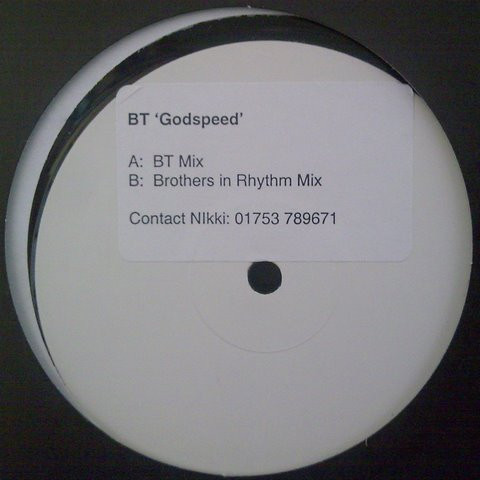 BT ‘Godspeed’
A: BT Mix
B: Brothers in Rhythm Mix
Contact NIkki: 01753 789671